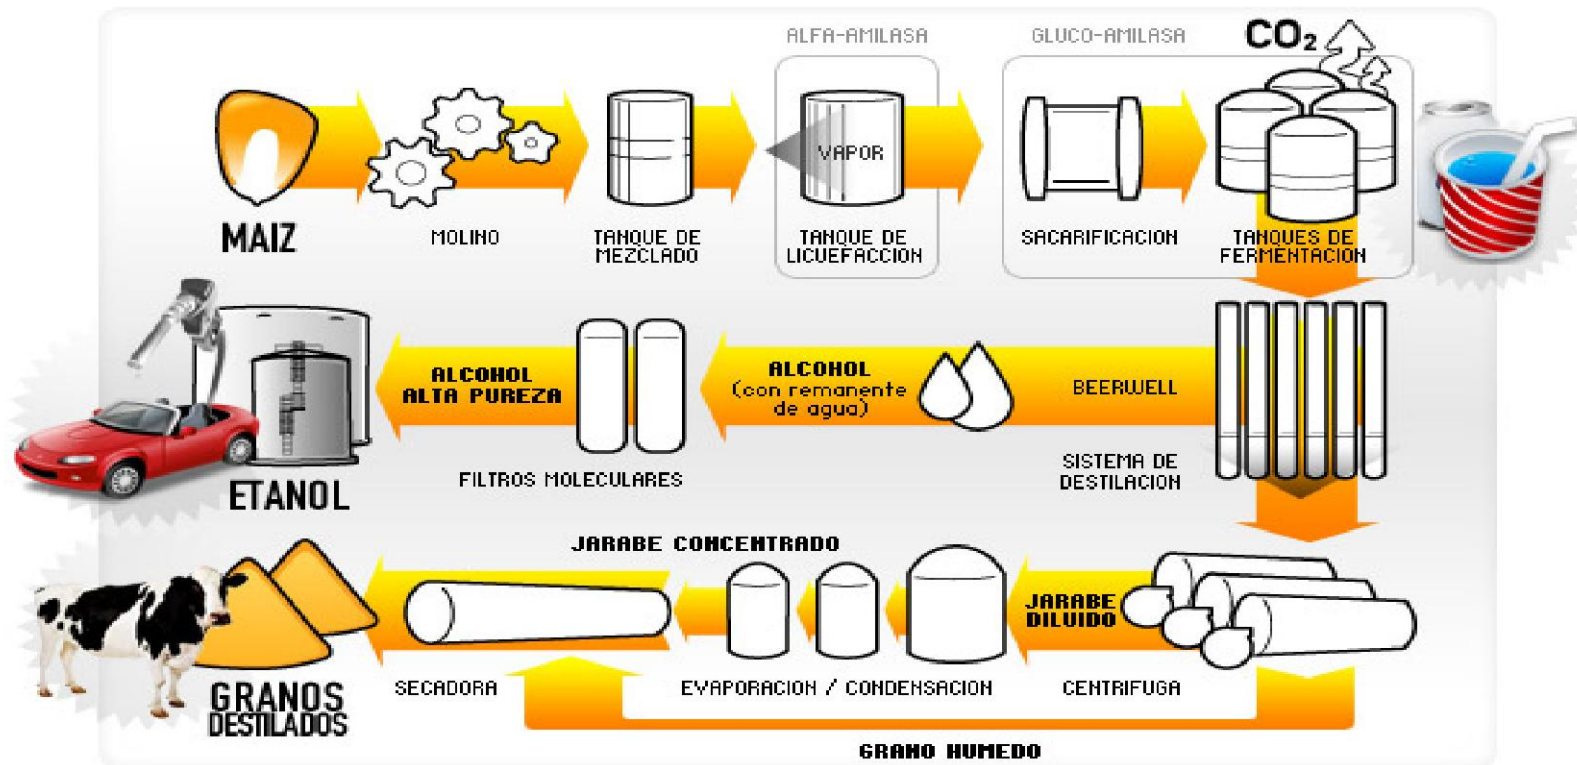 ALFA-AMILASA
GLUCO-AMILASA
CO₂
VAPOR
MAIZ
MOLINO
TANQUE DE
MEZCLADO
TANQUE DE
LICUEFACCION
SACARIFICACION
TANQUES DE
FERMENTACION
ALCOHOL
ALTA PUREZA
ALCOHOL
(con remanente
de agua)
BEERWELL
FILTROS MOLECULARES
SISTEMA DE
DESTILACION
ETANOL
JARABE CONCENTRADO
JARABE
DILUIDO
GRANOS
DESTILADOS
SECADORA
EVAPORACION / CONDENSACION
CENTRIFUGA
GRANO HUMEDO